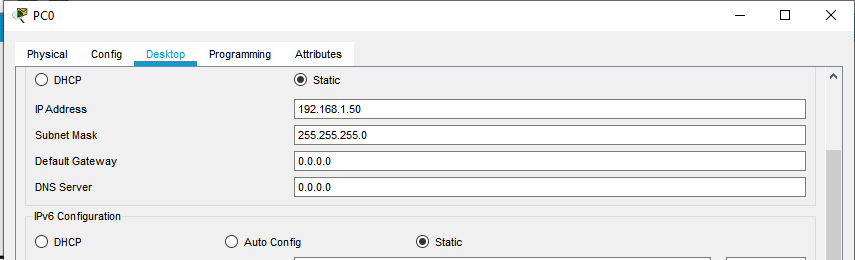 PC0
Physical Config Desktop Programming Attributes
DHCP Static
IP Address 192.168.1.50
Subnet Mask 255.255.255.0
Default Gateway 0.0.0.0
DNS Server 0.0.0.0
IPv6 Configuration
DHCP Auto Config Static